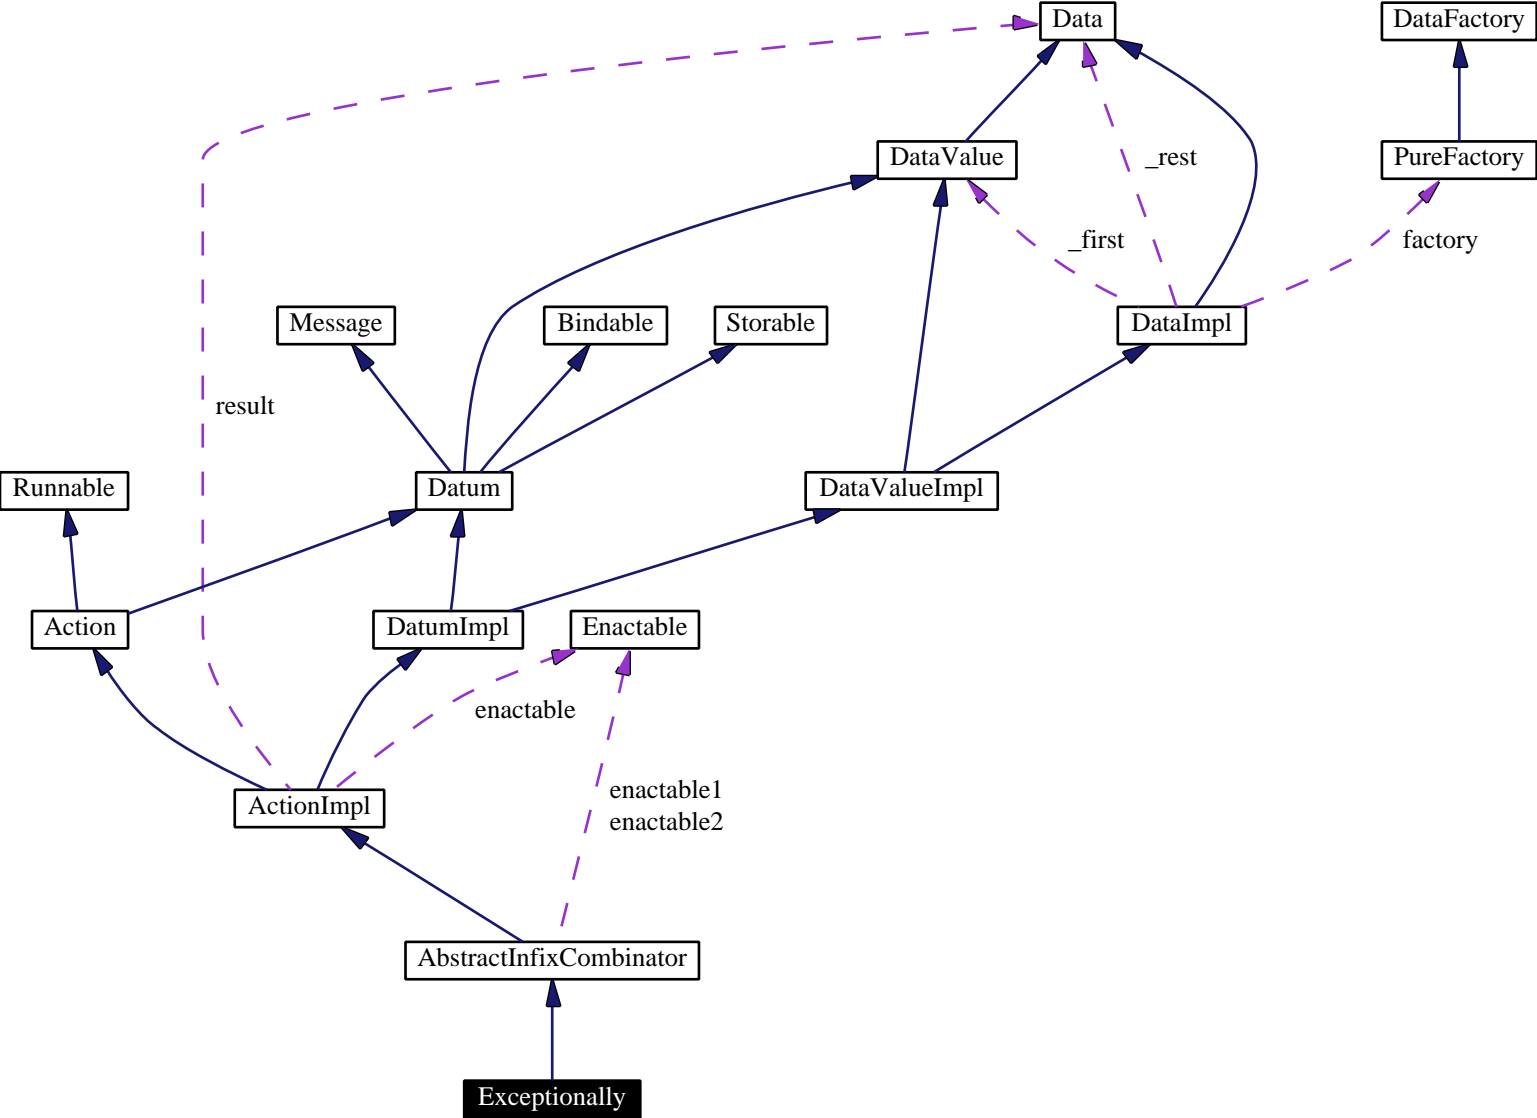 Data
DataFactory
DataValue
_rest
PureFactory
_first
factory
Message
Bindable
Storable
DataImpl
result
Runnable
Datum
DataValueImpl
Action
DatumImpl
Enactable
enactable
ActionImpl
enactable1
enactable2
AbstractInfixCombinator
Exceptionally